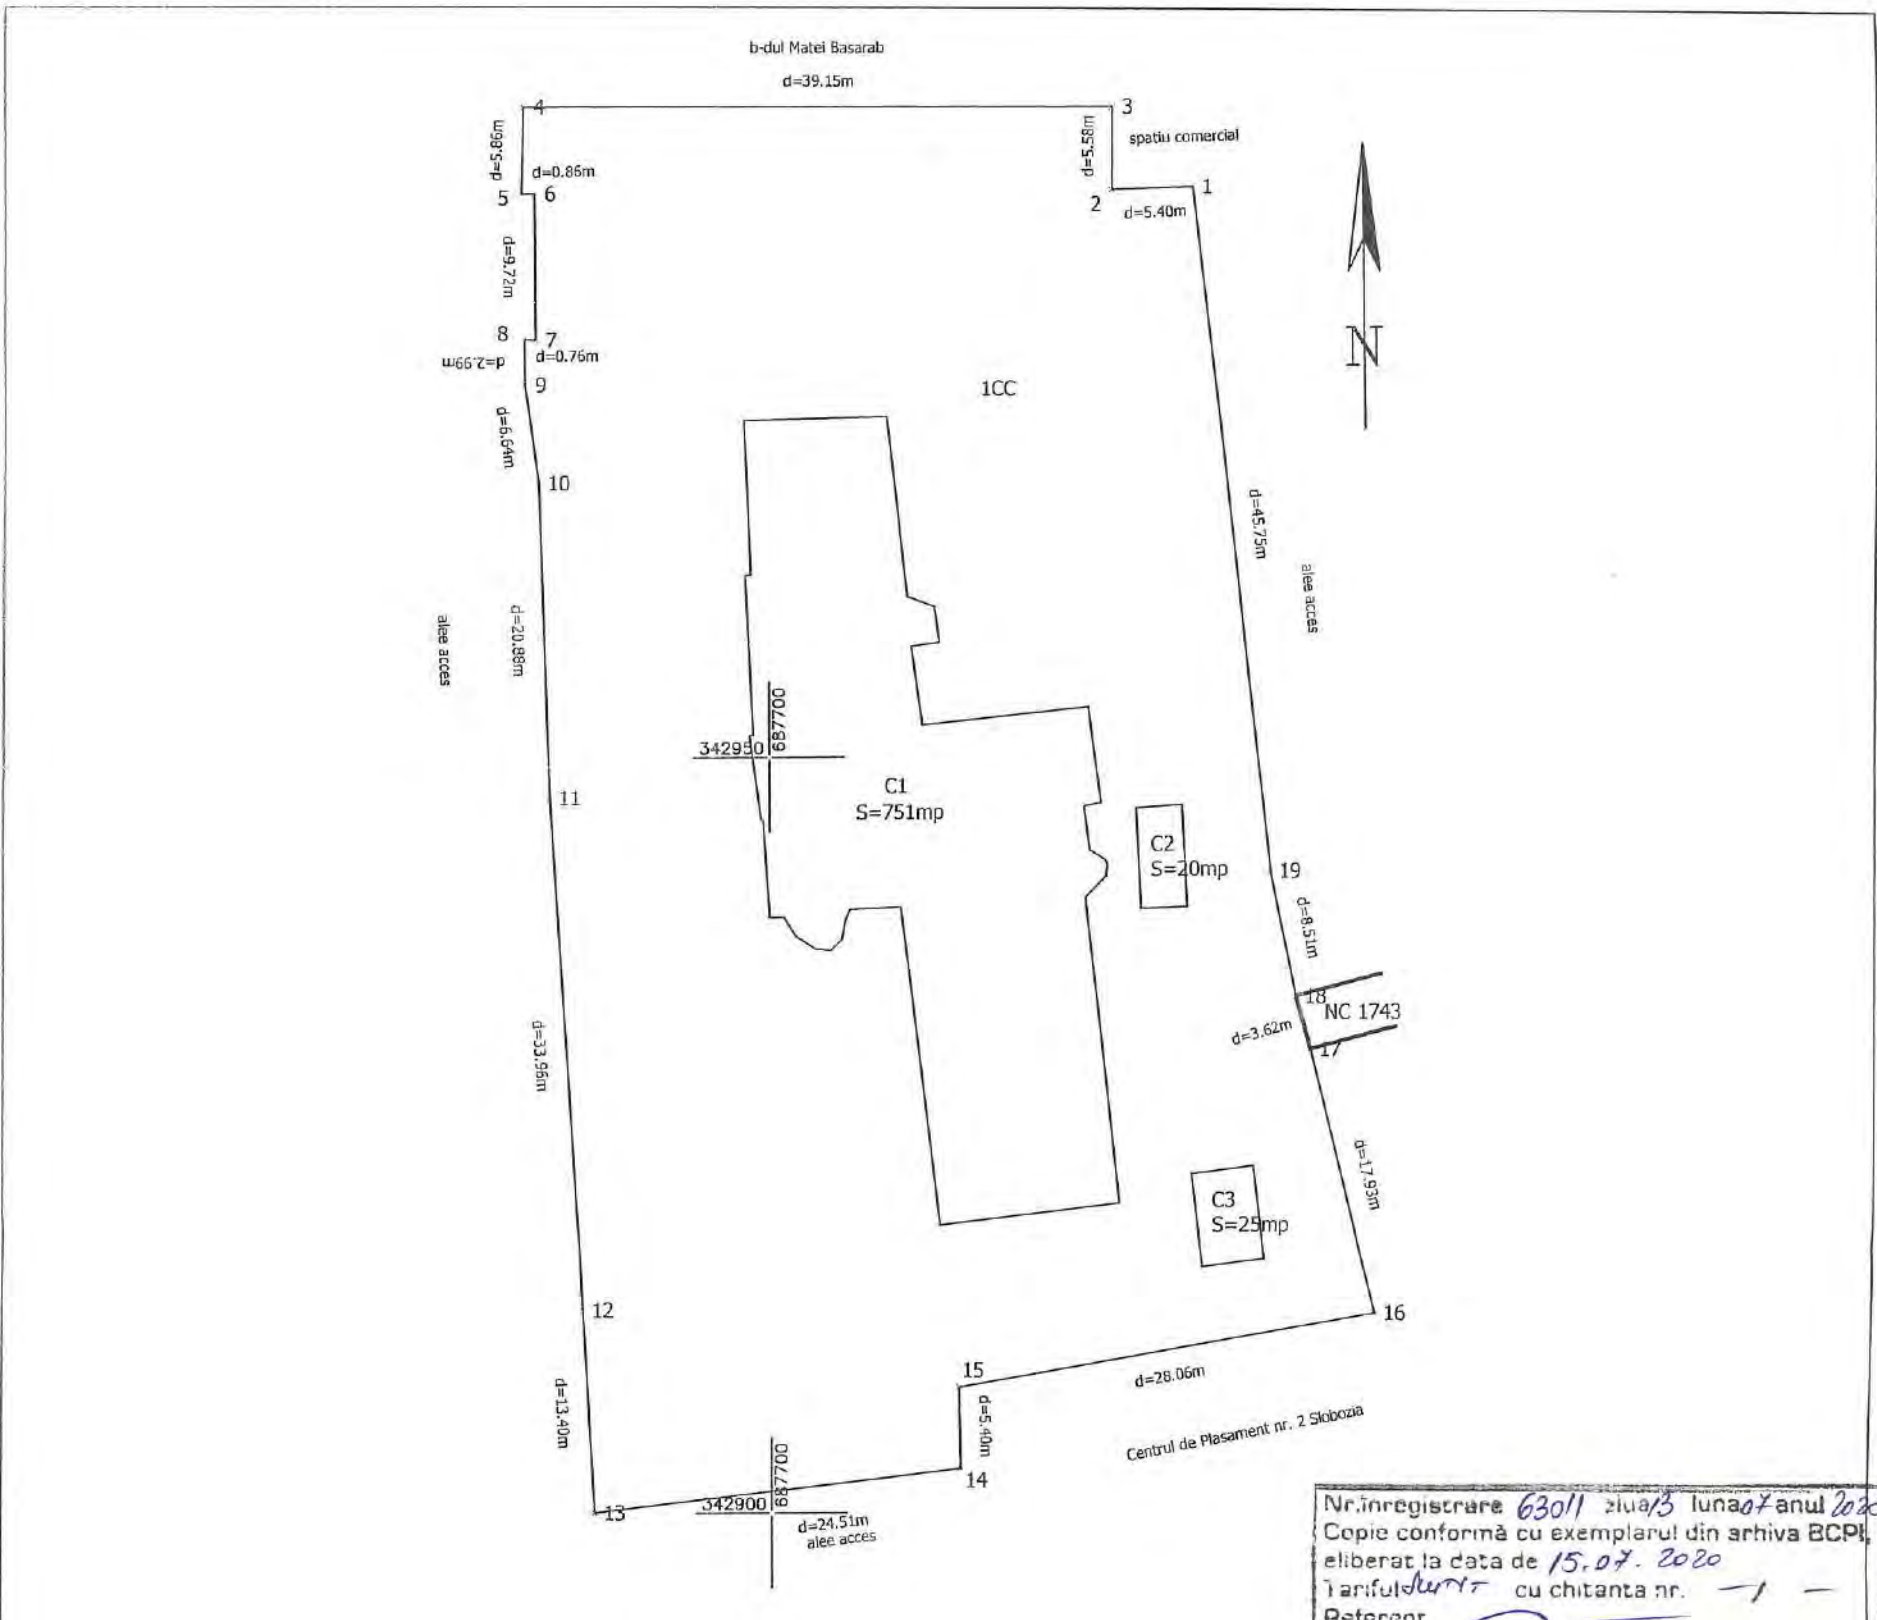 b-dul Matei Basarab
d=39.15m
4
3
d=5.86m
d=5.58m
spatiu comercial
d=0.86m
5
6
2
1
d=5.40m
d=9.72m
N
8
7
d=2.99m
d=0.76m
9
1CC
d=6.64m
10
d=45.75m
alee acces
alee acces
d=20.88m
687700
342950
C1
S=751mp
11
C2
S=20mp
19
d=8.51m
18
NC 1743
d=3.62m
17
d=33.96m
d=17.93m
C3
S=25mp
12
16
15
d=28.06m
d=13.40m
d=5.40m
Centrul de Plasament nr. 2 Slobozia
14
687700
342900
13
d=24.51m
alee acces
Nr.înregistrare 63011 ziua 13 luna 07 anul 2020
Copie conformă cu exemplarul din arhiva BCPI,
eliberat la data de 15.07.2020
Tariful cu chitanta nr. -/-
Referent